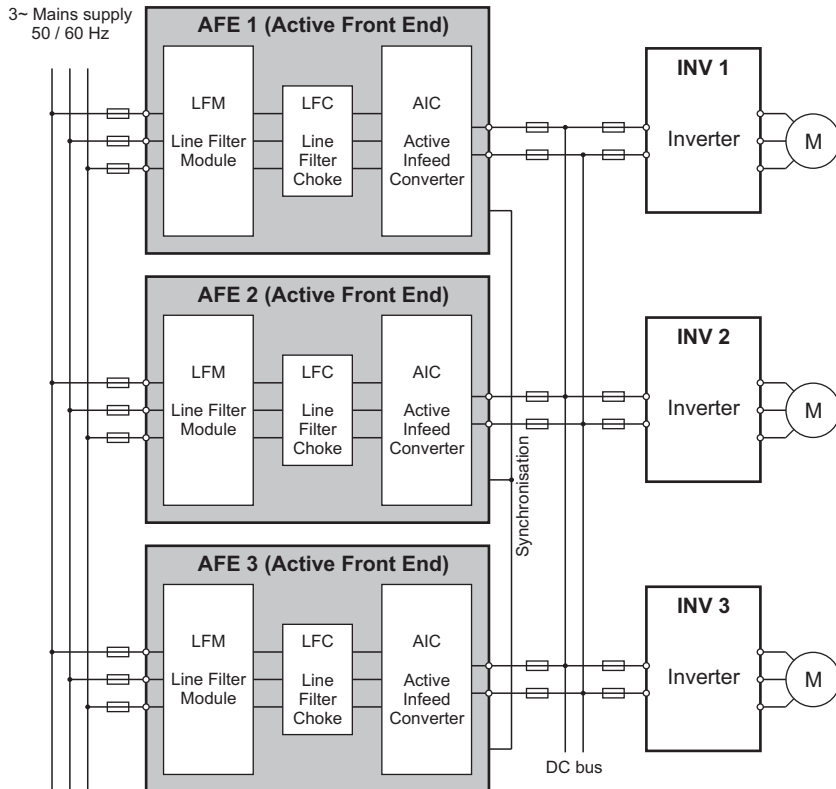 3~ Mains supply
50 / 60 Hz
AFE 1 (Active Front End)
LFM
Line Filter
Module
LFC
Line
Filter
Choke
AIC
Active
Infeed
Converter
INV 1
Inverter
M
AFE 2 (Active Front End)
LFM
Line Filter
Module
LFC
Line
Filter
Choke
AIC
Active
Infeed
Converter
Synchronisation
INV 2
Inverter
M
AFE 3 (Active Front End)
LFM
Line Filter
Module
LFC
Line
Filter
Choke
AIC
Active
Infeed
Converter
INV 3
Inverter
M
DC bus